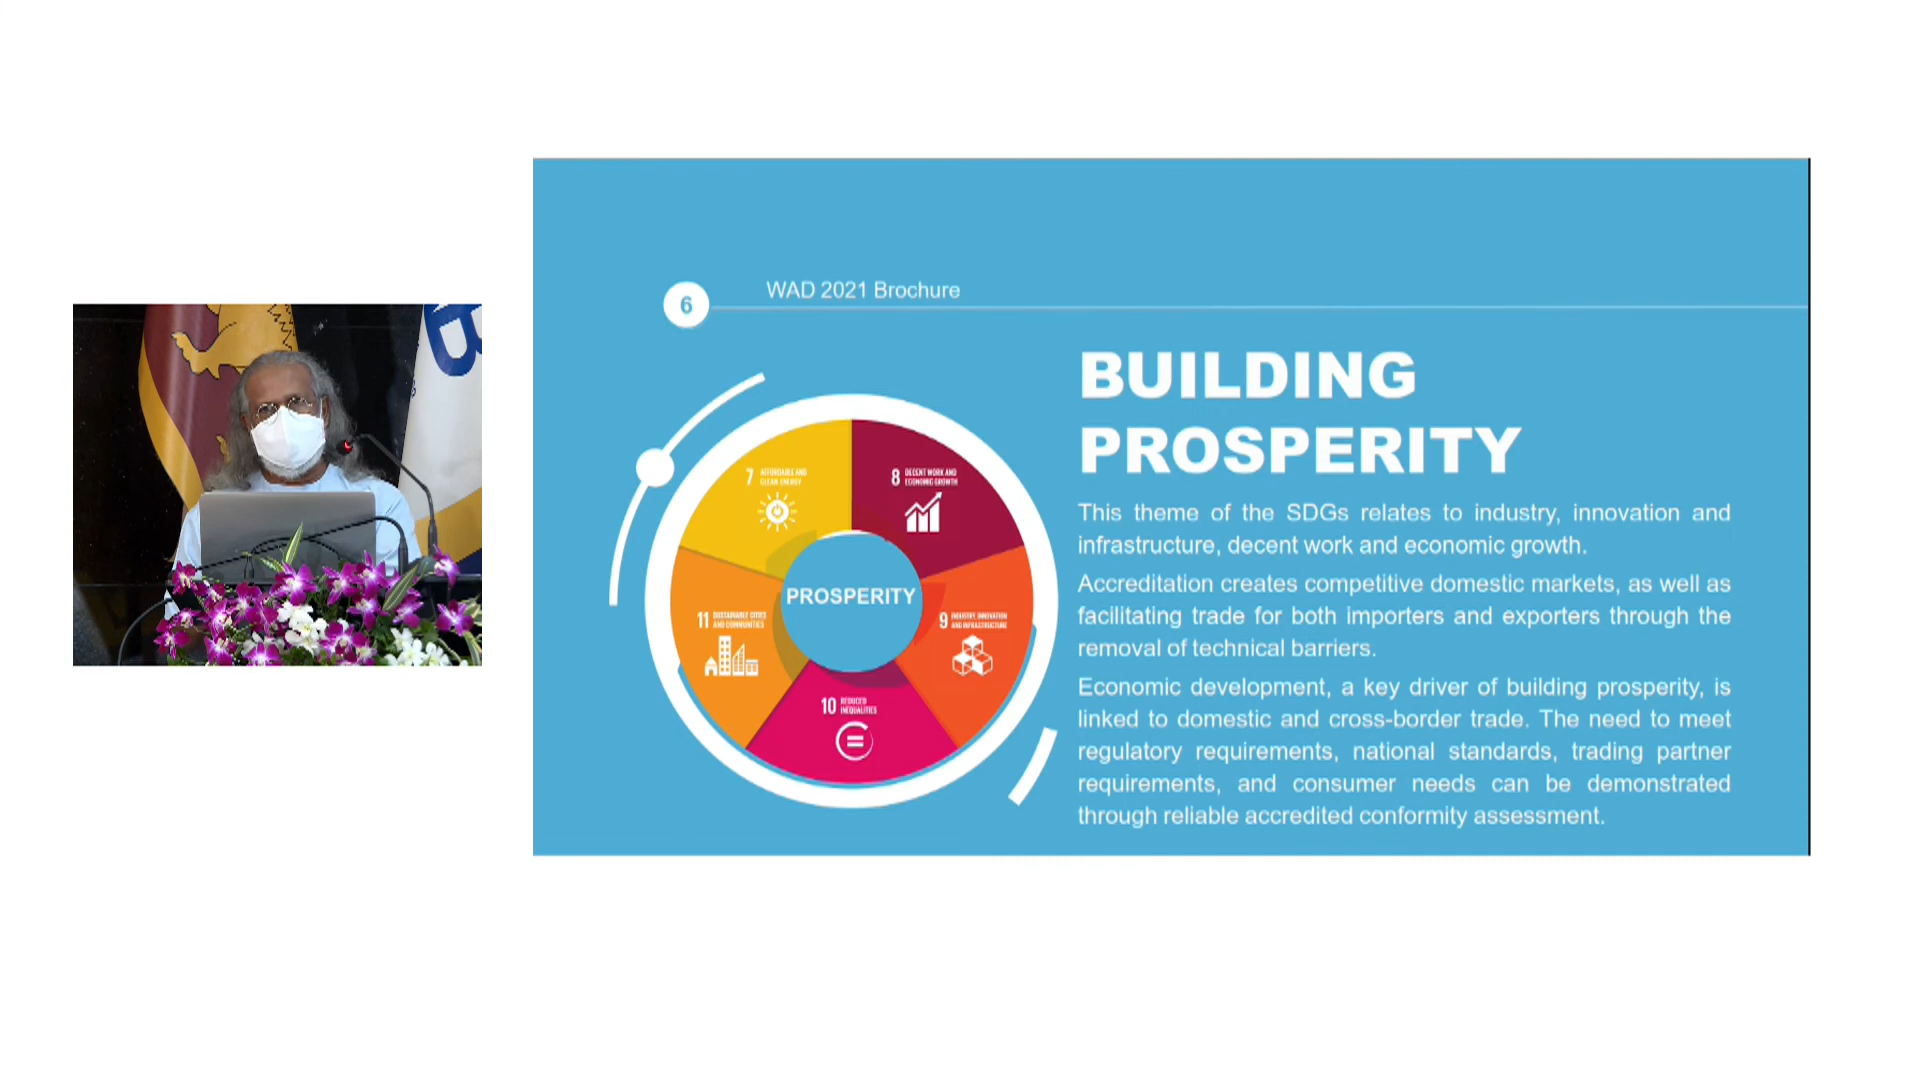 6
WAD 2021 Brochure
BUILDING
PROSPERITY
This theme of the SDGs relates to industry, innovation and
infrastructure, decent work and economic growth.
Accreditation creates competitive domestic markets, as well as
facilitating trade for both importers and exporters through the
removal of technical barriers.
Economic development, a key driver of building prosperity, is
linked to domestic and cross-border trade. The need to meet
regulatory requirements, national standards, trading partner
requirements, and consumer needs can be demonstrated
through reliable accredited conformity assessment.
7 AFFORDABLE AND
CLEAN ENERGY
8 DECENT WORK AND
ECONOMIC GROWTH
9 INDUSTRY, INNOVATION
AND INFRASTRUCTURE
10 REDUCED
INEQUALITIES
11 SUSTAINABLE CITIES
AND COMMUNITIES
PROSPERITY
B